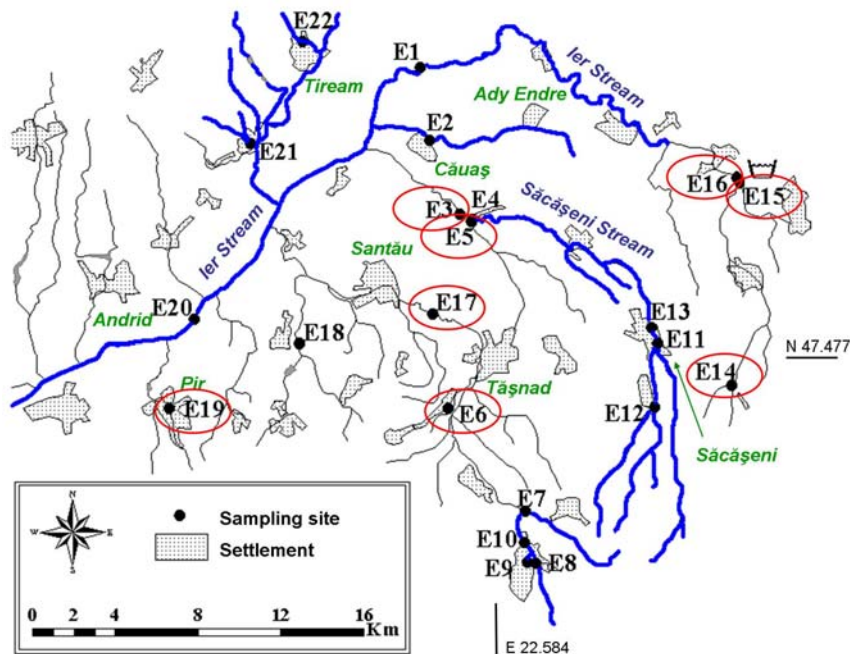 E22
Tiream
E1
Ier Stream
Ady Endre
E2
E21
Căuaş
E16
E15
E3
E4
E5
Săcăşeni Stream
Ier Stream
Santău
E17
E20
Andrid
E18
E13
E11
N 47.477
E14
Pir
Tăşnad
E19
E6
E12
Săcăşeni
E7
E10
E9
E8
N
W
E
S
Sampling site
Settlement
0 4 8 12 16
Km
E 22.584